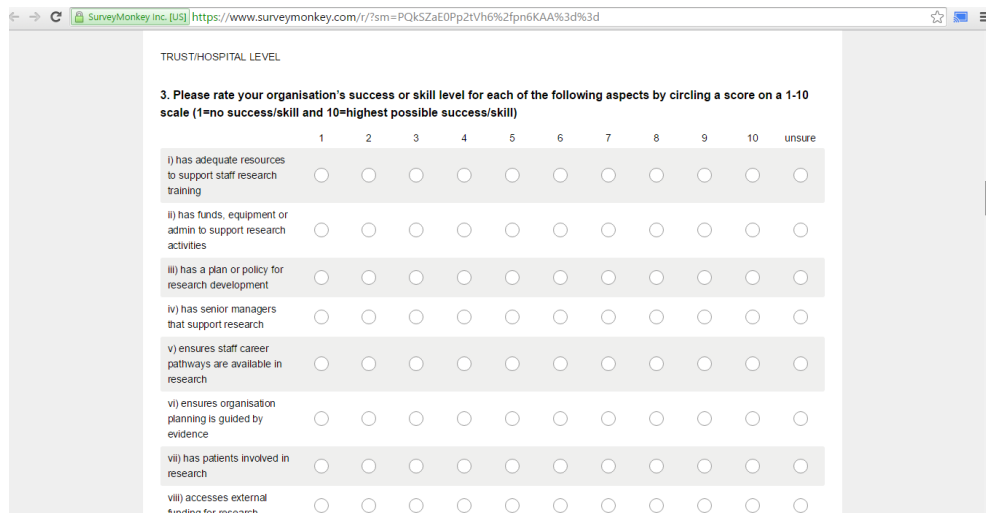 SurveyMonkey Inc. [US] https://www.surveymonkey.com/r/?sm=PQkSZaE0Pp2tVh6%2fpn6KAA%3d%3d
TRUST/HOSPITAL LEVEL
3. Please rate your organisation's success or skill level for each of the following aspects by circling a score on a 1-10
scale (1=no success/skill and 10=highest possible success/skill)
1 2 3 4 5 6 7 8 9 10 unsure
i) has adequate resources
to support staff research
training
ii) has funds, equipment or
admin to support research
activities
iii) has a plan or policy for
research development
iv) has senior managers
that support research
v) ensures staff career
pathways are available in
research
vi) ensures organisation
planning is guided by
evidence
vii) has patients involved in
research
viii) accesses external
funding for research